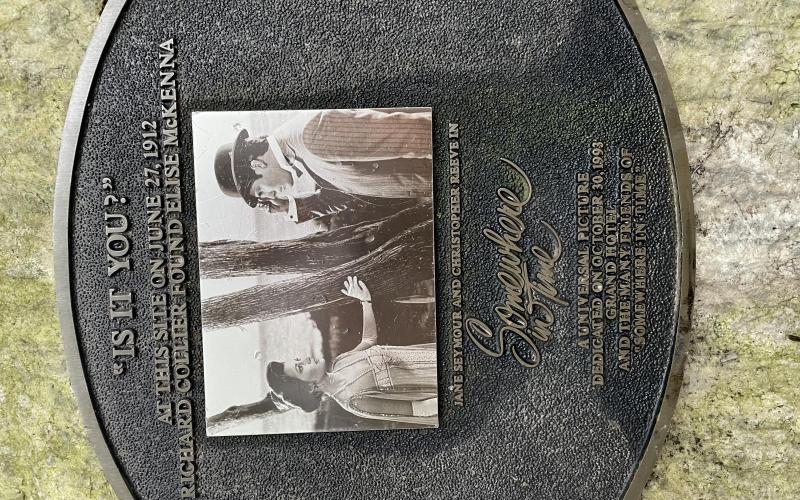 "IS IT YOU?"
AT THIS SITE ON JUNE 27, 1912
RICHARD COLLIER FOUND ELISE McKENNA
JANE SEYMOUR AND CHRISTOPHER REEVE IN
Somewhere
in Time
A UNIVERSAL PICTURE
DEDICATED ON OCTOBER 30, 1993
GRAND HOTEL
AND THE MANY FRIENDS OF
"SOMEWHERE IN TIME"